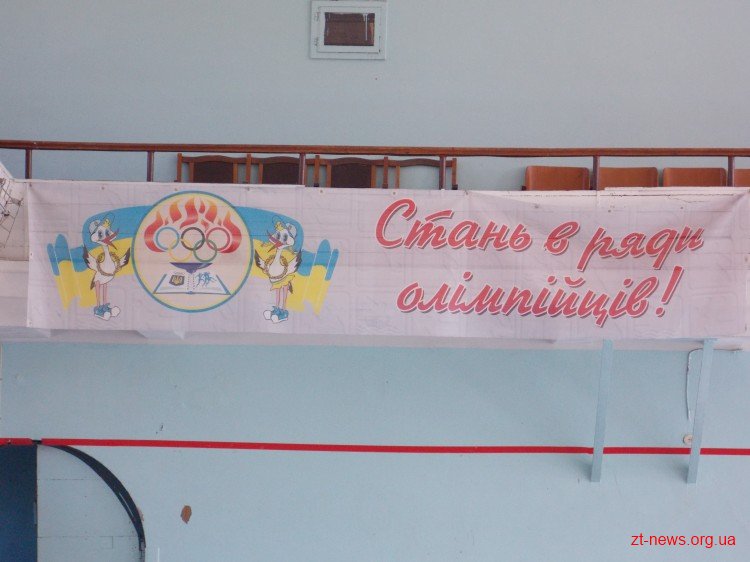 Стань в ряди
олімпійців!
zt-news.org.ua